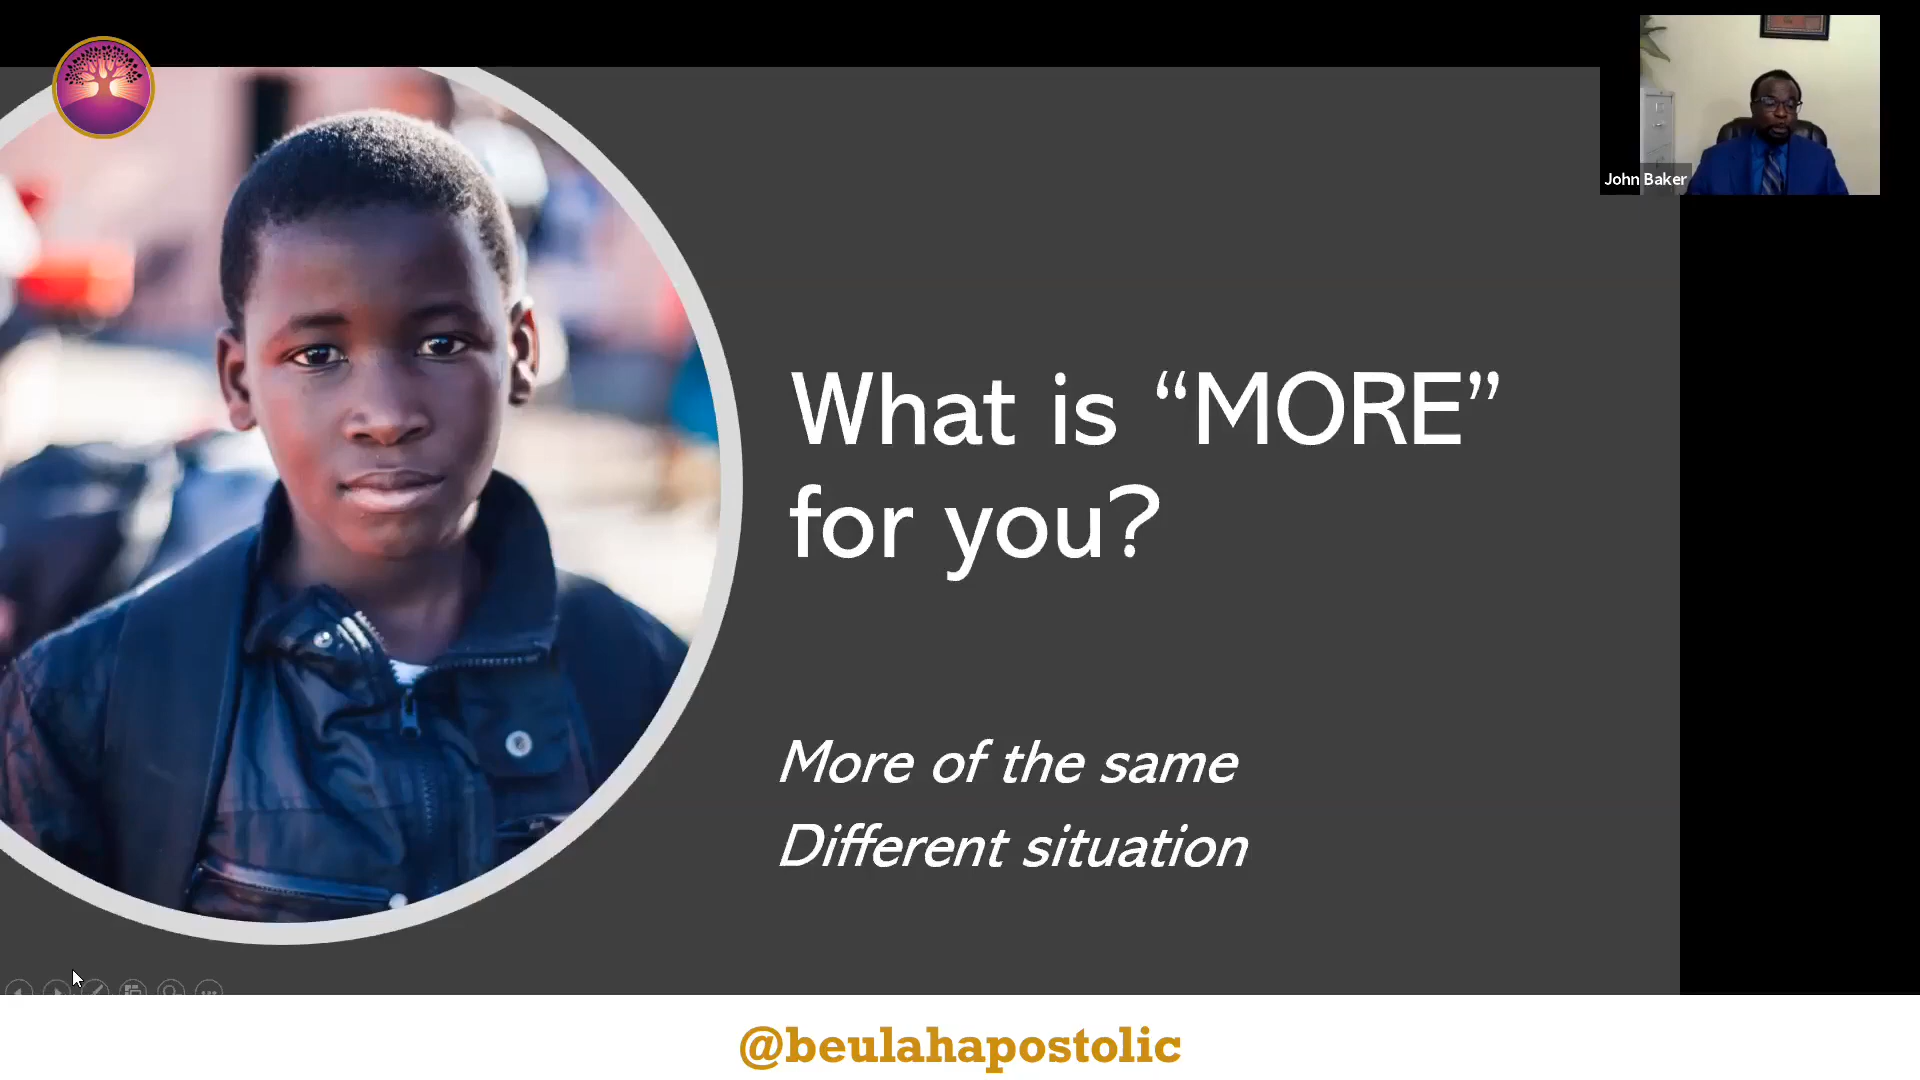 John Baker
What is “MORE”
for you?
More of the same
Different situation
@beulahapostolic